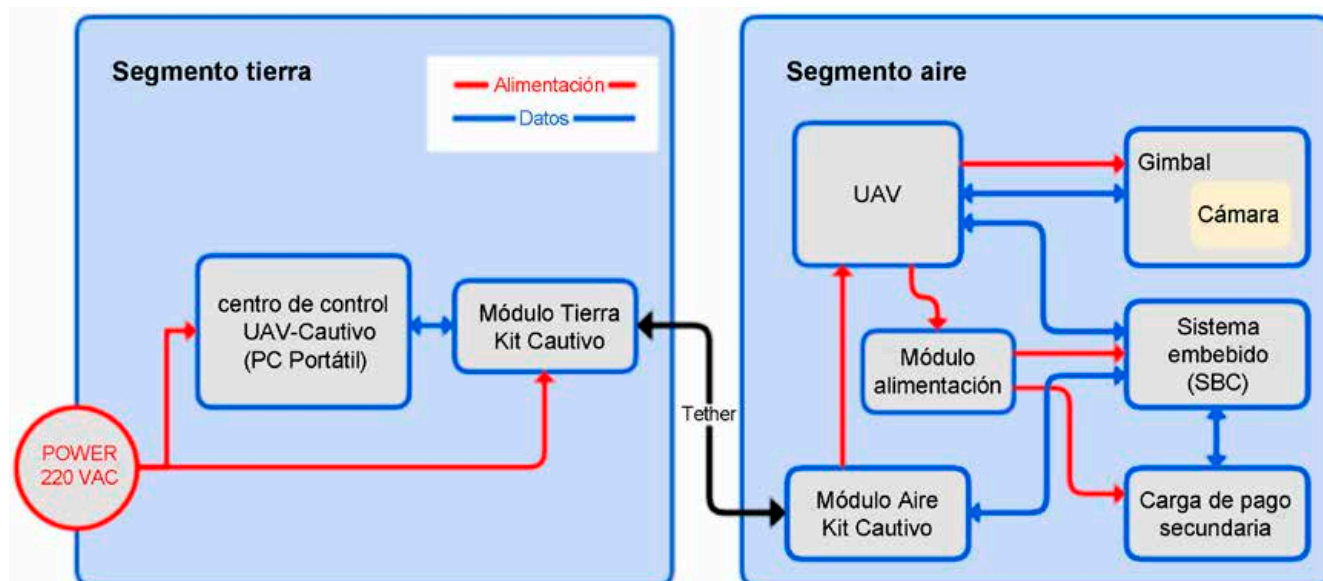 Segmento tierra
Alimentación
Datos
centro de control
UAV-Cautivo
(PC Portátil)
Módulo Tierra
Kit Cautivo
POWER
220 VAC
Tether
Segmento aire
UAV
Gimbal
Cámara
Módulo
alimentación
Sistema
embebido
(SBC)
Módulo Aire
Kit Cautivo
Carga de pago
secundaria